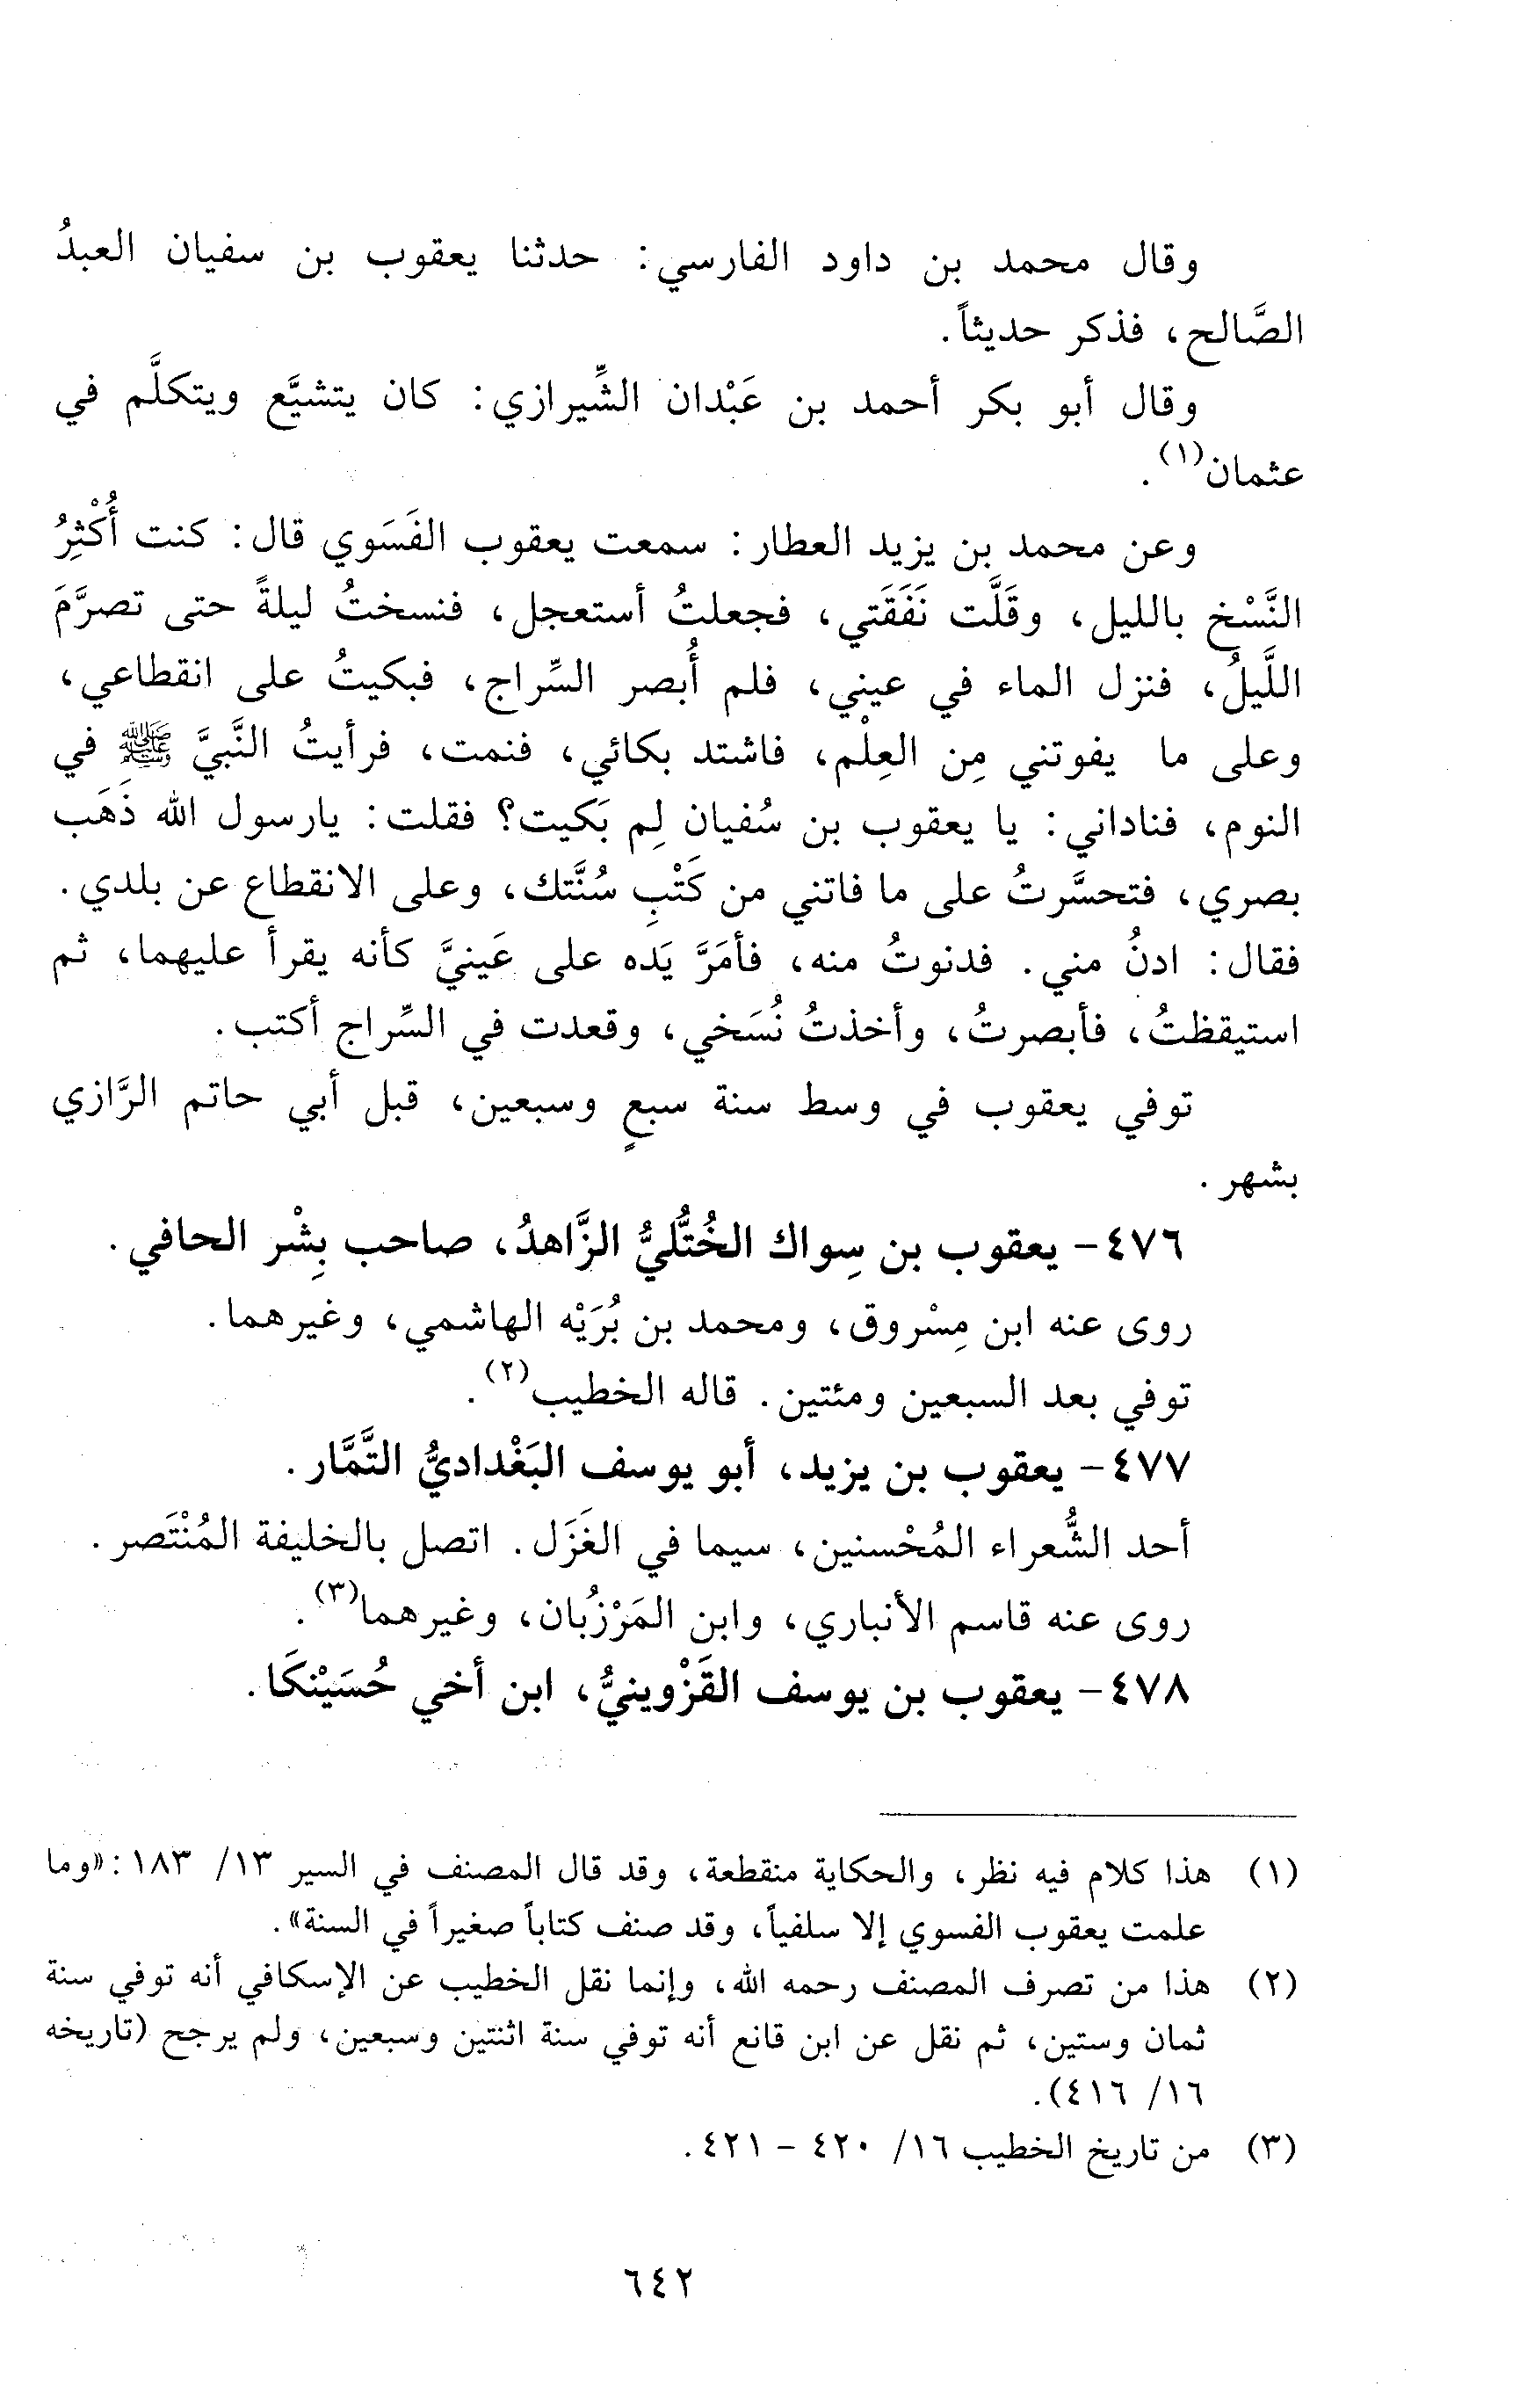 وقال محمد بن داود الفارسي: حدثنا يعقوب بن سفيان العبدُ
الصَّالح، فذكر حديثاً.
وقال أبو بكر أحمد بن عَبْدان الشِّيرازي: كان يتشيَّع ويتكلَّم في
عثمان(١).
وعن محمد بن يزيد العطار: سمعت يعقوب الفَسَوي قال: كنت أُكْثِرُ
النَّسْخ بالليل، وقَلَّت نَفَقَتي، فجعلتُ أستعجل، فنسختُ ليلةً حتى تصرَّمَ
اللَّيلُ، فنزل الماء في عيني، فلم أُبصر السِّراج، فبكيتُ على انقطاعي،
وعلى ما يفوتني مِن العِلْم، فاشتد بكائي، فنمت، فرأيتُ النَّبيَّ ﷺ في
النوم، فناداني: يا يعقوب بن سُفيان لِم بَكيت؟ فقلت: يارسول الله ذَهَب
بصري، فتحسَّرتُ على ما فاتني من كَتْبِ سُنَّتك، وعلى الانقطاع عن بلدي.
فقال: ادنُ مني. فدنوتُ منه، فأمَرَّ يَده على عَينيَّ كأنه يقرأ عليهما، ثم
استيقظتُ، فأبصرتُ، وأخذتُ نُسَخي، وقعدت في السِّراج أكتب.
توفي يعقوب في وسط سنة سبعٍ وسبعين، قبل أبي حاتم الرَّازي
بشهر.
٤٧٦- يعقوب بن سِواك الخُتُّليُّ الزَّاهدُ، صاحب بِشْر الحافي.
روى عنه ابن مِسْروق، ومحمد بن بُرَيْه الهاشمي، وغيرهما.
توفي بعد السبعين ومئتين. قاله الخطيب(٢).
٤٧٧- يعقوب بن يزيد، أبو يوسف البَغْداديُّ التَّمَّار.
أحد الشُّعراء المُحْسنين، سيما في الغَزَل. اتصل بالخليفة المُنْتَصر.
روى عنه قاسم الأنباري، وابن المَرْزُبان، وغيرهما(٣).
٤٧٨- يعقوب بن يوسف القَزْوينيُّ، ابن أخي حُسَيْنكَا.
(١) هذا كلام فيه نظر، والحكاية منقطعة، وقد قال المصنف في السير ١٣/ ١٨٣: «وما
علمت يعقوب الفسوي إلا سلفياً، وقد صنف كتاباً صغيراً في السنة».
(٢) هذا من تصرف المصنف رحمه الله، وإنما نقل الخطيب عن الإسكافي أنه توفي سنة
ثمان وستين، ثم نقل عن ابن قانع أنه توفي سنة اثنتين وسبعين، ولم يرجح (تاريخه
١٦/ ٤١٦).
(٣) من تاريخ الخطيب ١٦/ ٤٢٠ - ٤٢١.
٦٤٢